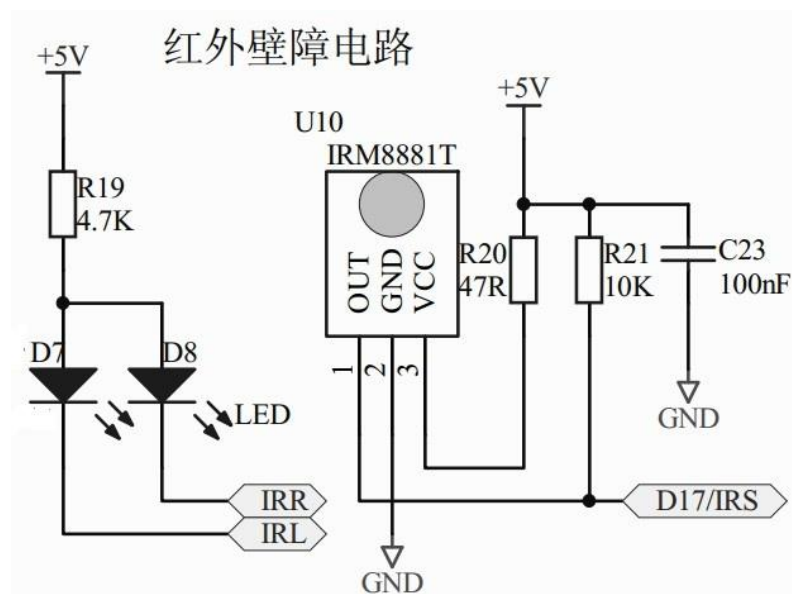 红外壁障电路
+5V
R19
4.7K
D7
D8
LED
IRR
IRL
U10
IRM8881T
OUT
GND
VCC
1
2
3
GND
+5V
R20
47R
R21
10K
C23
100nF
GND
D17/IRS